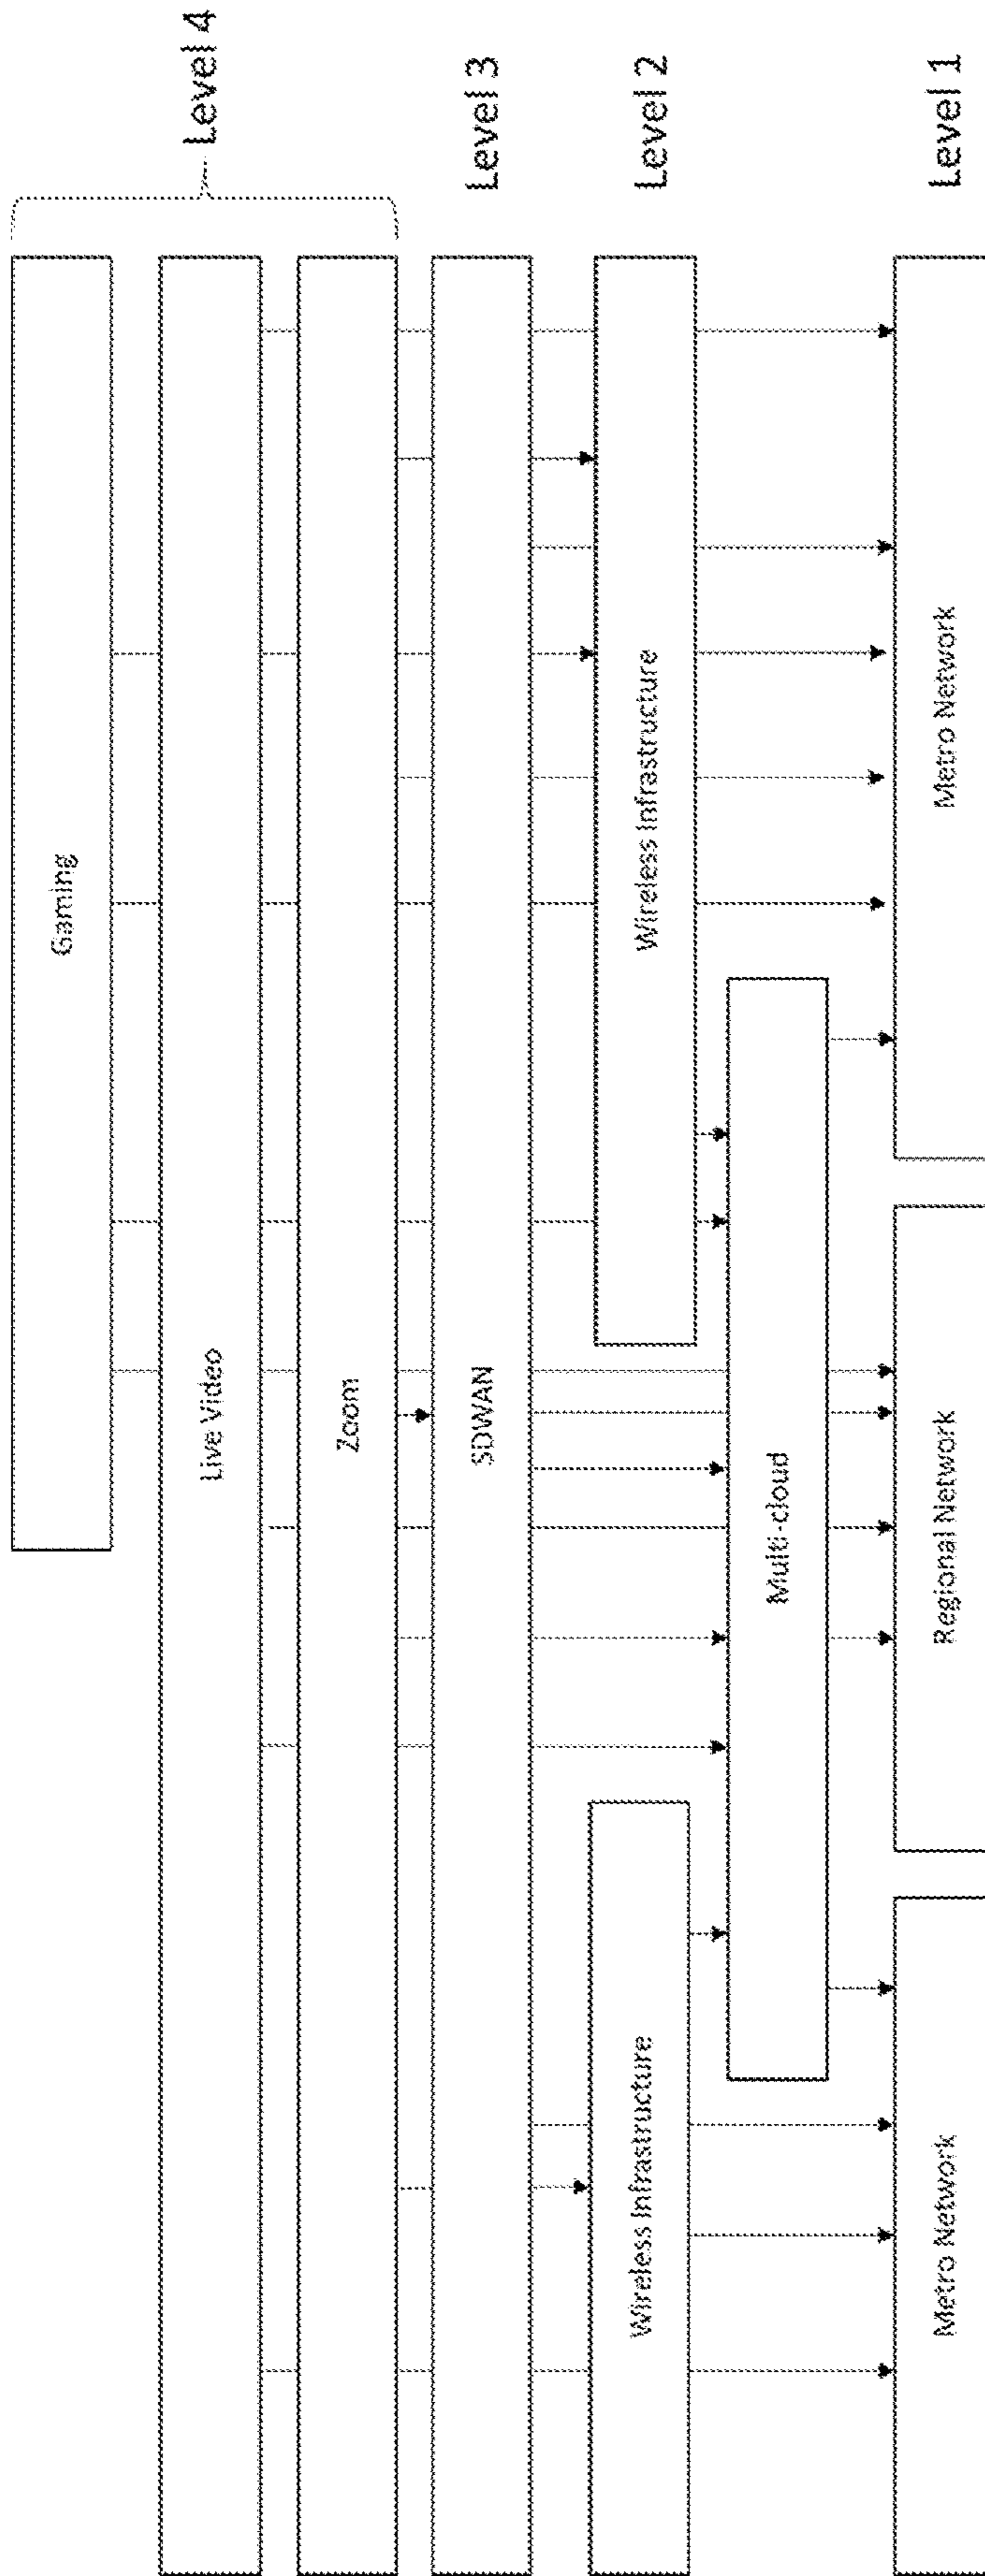 Level 4
Gaming
Live Video
Zoom
Level 3
SDWAN
Level 2
Wireless Infrastructure
Wireless Infrastructure
Multi-cloud
Level 1
Metro Network
Regional Network
Metro Network